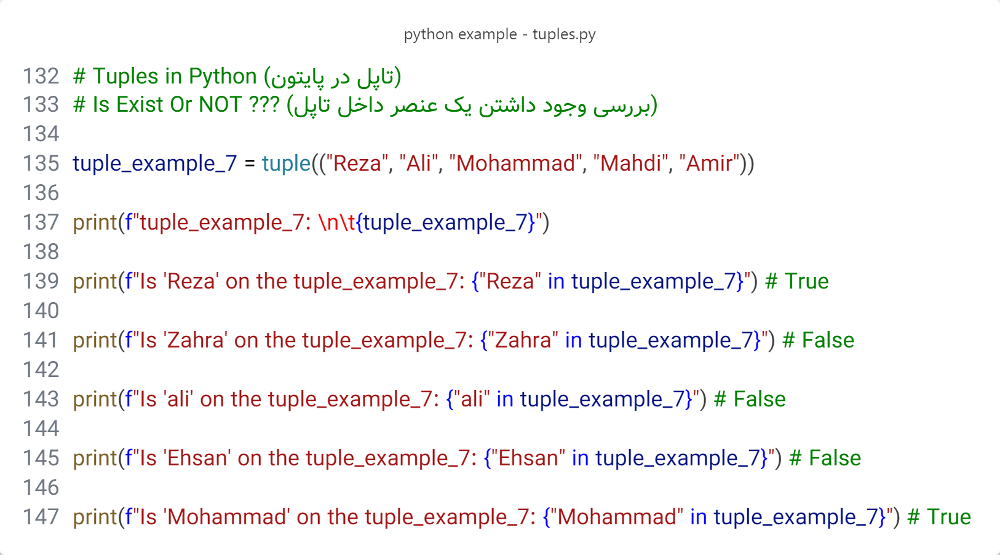 python example - tuples.py
132 # Tuples in Python (تاپل در پایتون)
133 # Is Exist Or NOT ??? (بررسی وجود داشتن یک عنصر داخل تاپل)
134
135 tuple_example_7 = tuple(("Reza", "Ali", "Mohammad", "Mahdi", "Amir"))
136
137 print(f"tuple_example_7: \n\t{tuple_example_7}")
138
139 print(f"Is 'Reza' on the tuple_example_7: {"Reza" in tuple_example_7}") # True
140
141 print(f"Is 'Zahra' on the tuple_example_7: {"Zahra" in tuple_example_7}") # False
142
143 print(f"Is 'ali' on the tuple_example_7: {"ali" in tuple_example_7}") # False
144
145 print(f"Is 'Ehsan' on the tuple_example_7: {"Ehsan" in tuple_example_7}") # False
146
147 print(f"Is 'Mohammad' on the tuple_example_7: {"Mohammad" in tuple_example_7}") # True